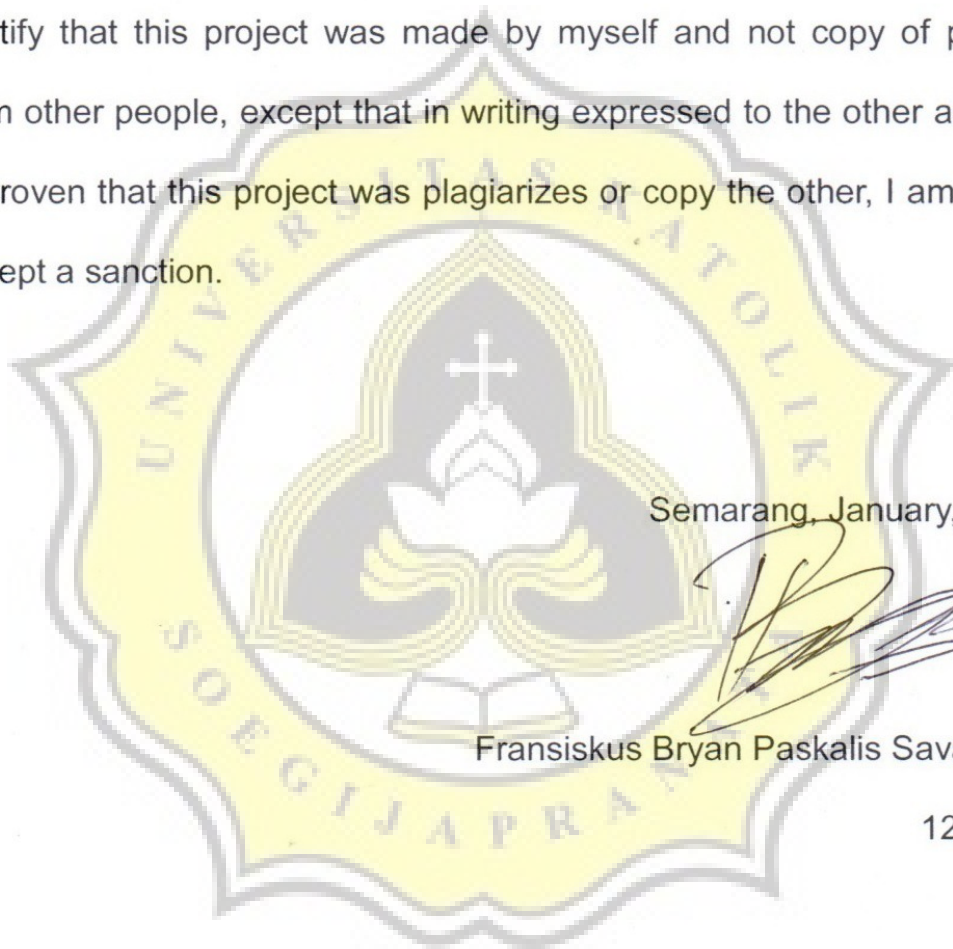 tify that this project was made by myself and not copy of p
other people, except that in writing expressed to the other a
roven that this project was plagiarizes or copy the other, I am
ept a sanction.
UNIVERSITAS KATOLIK
Semarang, January,
SOEGIJAPRANATA
Fransiskus Bryan Paskalis Sava
12